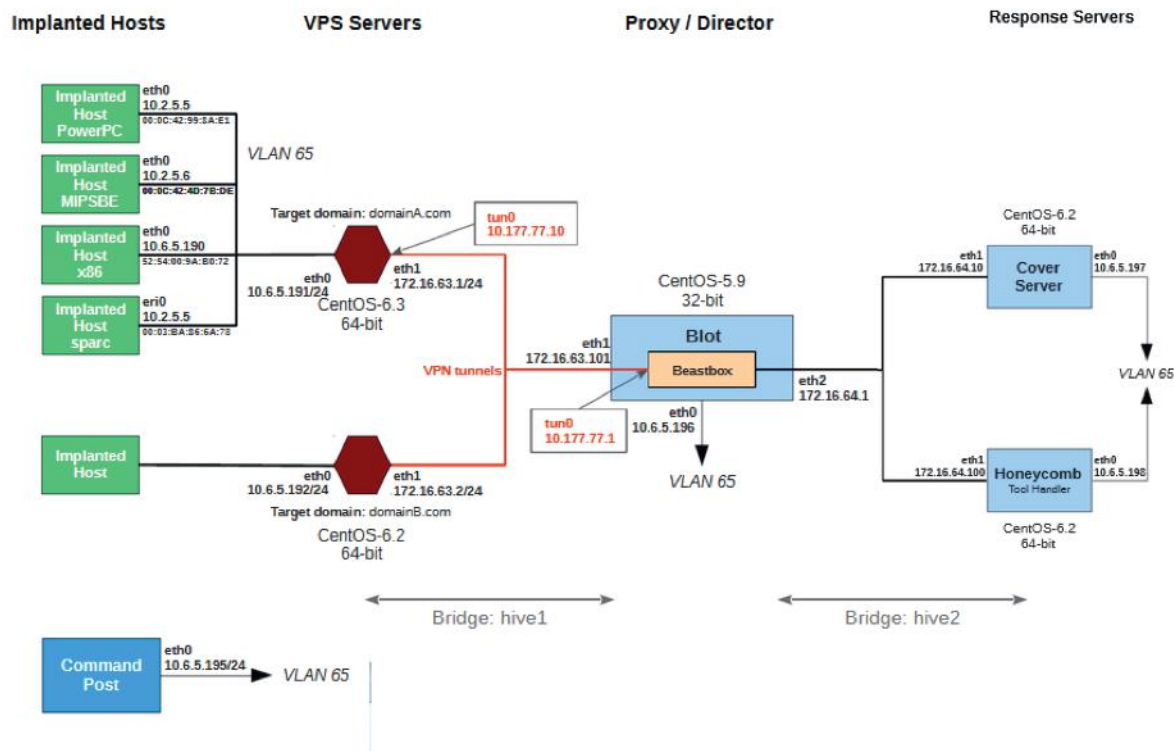 Implanted Hosts
VPS Servers
Proxy / Director
Response Servers
Implanted
Host
PowerPC
eth0
10.2.5.5
00:0C:42:99:8A:E1
VLAN 65
Implanted
Host
MIPSBE
eth0
10.2.5.6
00:0C:42:4D:7B:DE
Implanted
Host
x86
eth0
10.6.5.190
52:54:00:9A:B0:72
Implanted
Host
sparc
eri0
10.2.5.5
00:03:BA:86:6A:78
Target domain: domainA.com
tun0
10.177.77.10
eth0
10.6.5.191/24
eth1
172.16.63.1/24
CentOS-6.3
64-bit
VPN tunnels
CentOS-5.9
32-bit
Blot
Beastbox
eth1
172.16.63.101
eth2
172.16.64.1
tun0
10.177.77.1
eth0
10.6.5.196
VLAN 65
CentOS-6.2
64-bit
eth1
172.16.64.10
Cover
Server
eth0
10.6.5.197
VLAN 65
eth1
172.16.64.100
Honeycomb
Tool Handler
eth0
10.6.5.198
CentOS-6.2
64-bit
Implanted
Host
eth0
10.6.5.192/24
eth1
172.16.63.2/24
Target domain: domainB.com
CentOS-6.2
64-bit
Bridge: hive1
Bridge: hive2
Command
Post
eth0
10.6.5.195/24
VLAN 65